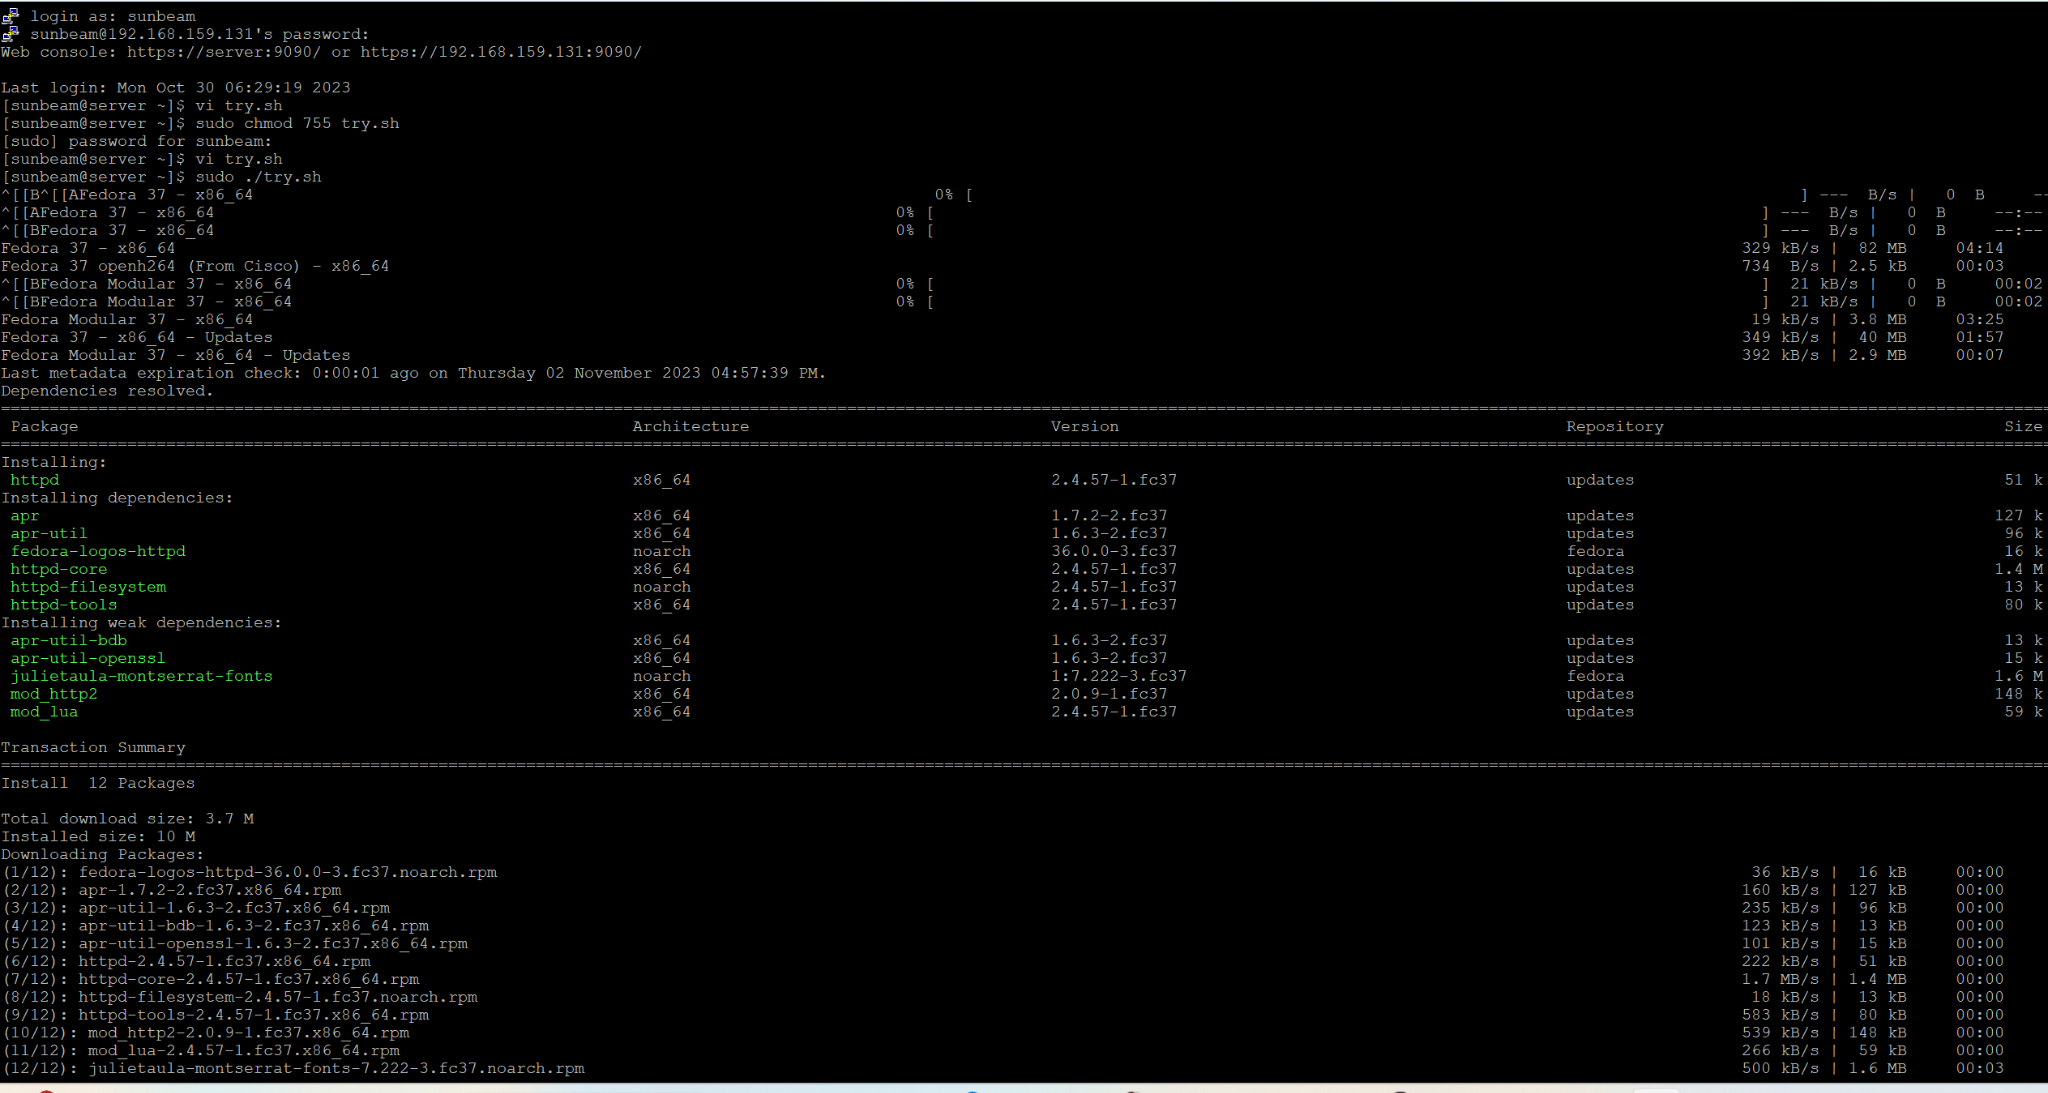 login as: sunbeam
sunbeam@192.168.159.131's password:
Web console: https://server:9090/ or https://192.168.159.131:9090/
Last login: Mon Oct 30 06:29:19 2023
[sunbeam@server ~]$ vi try.sh
[sunbeam@server ~]$ sudo chmod 755 try.sh
[sudo] password for sunbeam:
[sunbeam@server ~]$ vi try.sh
[sunbeam@server ~]$ sudo ./try.sh
^[[B^[[AFedora 37 - x86_64 0% [ ] --- B/s | 0 B --
^[[AFedora 37 - x86_64 0% [ ] --- B/s | 0 B --:--
^[[BFedora 37 - x86_64 0% [ ] --- B/s | 0 B --:--
Fedora 37 - x86_64 329 kB/s | 82 MB 04:14
Fedora 37 openh264 (From Cisco) - x86_64 734 B/s | 2.5 kB 00:03
^[[BFedora Modular 37 - x86_64 0% [ ] 21 kB/s | 0 B 00:02
^[[BFedora Modular 37 - x86_64 0% [ ] 21 kB/s | 0 B 00:02
Fedora Modular 37 - x86_64 19 kB/s | 3.8 MB 03:25
Fedora 37 - x86_64 - Updates 349 kB/s | 40 MB 01:57
Fedora Modular 37 - x86_64 - Updates 392 kB/s | 2.9 MB 00:07
Last metadata expiration check: 0:00:01 ago on Thursday 02 November 2023 04:57:39 PM.
Dependencies resolved.
Package Architecture Version Repository Size
Installing:
httpd x86_64 2.4.57-1.fc37 updates 51 k
Installing dependencies:
apr x86_64 1.7.2-2.fc37 updates 127 k
apr-util x86_64 1.6.3-2.fc37 updates 96 k
fedora-logos-httpd noarch 36.0.0-3.fc37 fedora 16 k
httpd-core x86_64 2.4.57-1.fc37 updates 1.4 M
httpd-filesystem noarch 2.4.57-1.fc37 updates 13 k
httpd-tools x86_64 2.4.57-1.fc37 updates 80 k
Installing weak dependencies:
apr-util-bdb x86_64 1.6.3-2.fc37 updates 13 k
apr-util-openssl x86_64 1.6.3-2.fc37 updates 15 k
julietaula-montserrat-fonts noarch 1:7.222-3.fc37 fedora 1.6 M
mod_http2 x86_64 2.0.9-1.fc37 updates 148 k
mod_lua x86_64 2.4.57-1.fc37 updates 59 k
Transaction Summary
Install 12 Packages
Total download size: 3.7 M
Installed size: 10 M
Downloading Packages:
(1/12): fedora-logos-httpd-36.0.0-3.fc37.noarch.rpm 36 kB/s | 16 kB 00:00
(2/12): apr-1.7.2-2.fc37.x86_64.rpm 160 kB/s | 127 kB 00:00
(3/12): apr-util-1.6.3-2.fc37.x86_64.rpm 235 kB/s | 96 kB 00:00
(4/12): apr-util-bdb-1.6.3-2.fc37.x86_64.rpm 123 kB/s | 13 kB 00:00
(5/12): apr-util-openssl-1.6.3-2.fc37.x86_64.rpm 101 kB/s | 15 kB 00:00
(6/12): httpd-2.4.57-1.fc37.x86_64.rpm 222 kB/s | 51 kB 00:00
(7/12): httpd-core-2.4.57-1.fc37.x86_64.rpm 1.7 MB/s | 1.4 MB 00:00
(8/12): httpd-filesystem-2.4.57-1.fc37.noarch.rpm 18 kB/s | 13 kB 00:00
(9/12): httpd-tools-2.4.57-1.fc37.x86_64.rpm 583 kB/s | 80 kB 00:00
(10/12): mod_http2-2.0.9-1.fc37.x86_64.rpm 539 kB/s | 148 kB 00:00
(11/12): mod_lua-2.4.57-1.fc37.x86_64.rpm 266 kB/s | 59 kB 00:00
(12/12): julietaula-montserrat-fonts-7.222-3.fc37.noarch.rpm 500 kB/s | 1.6 MB 00:03